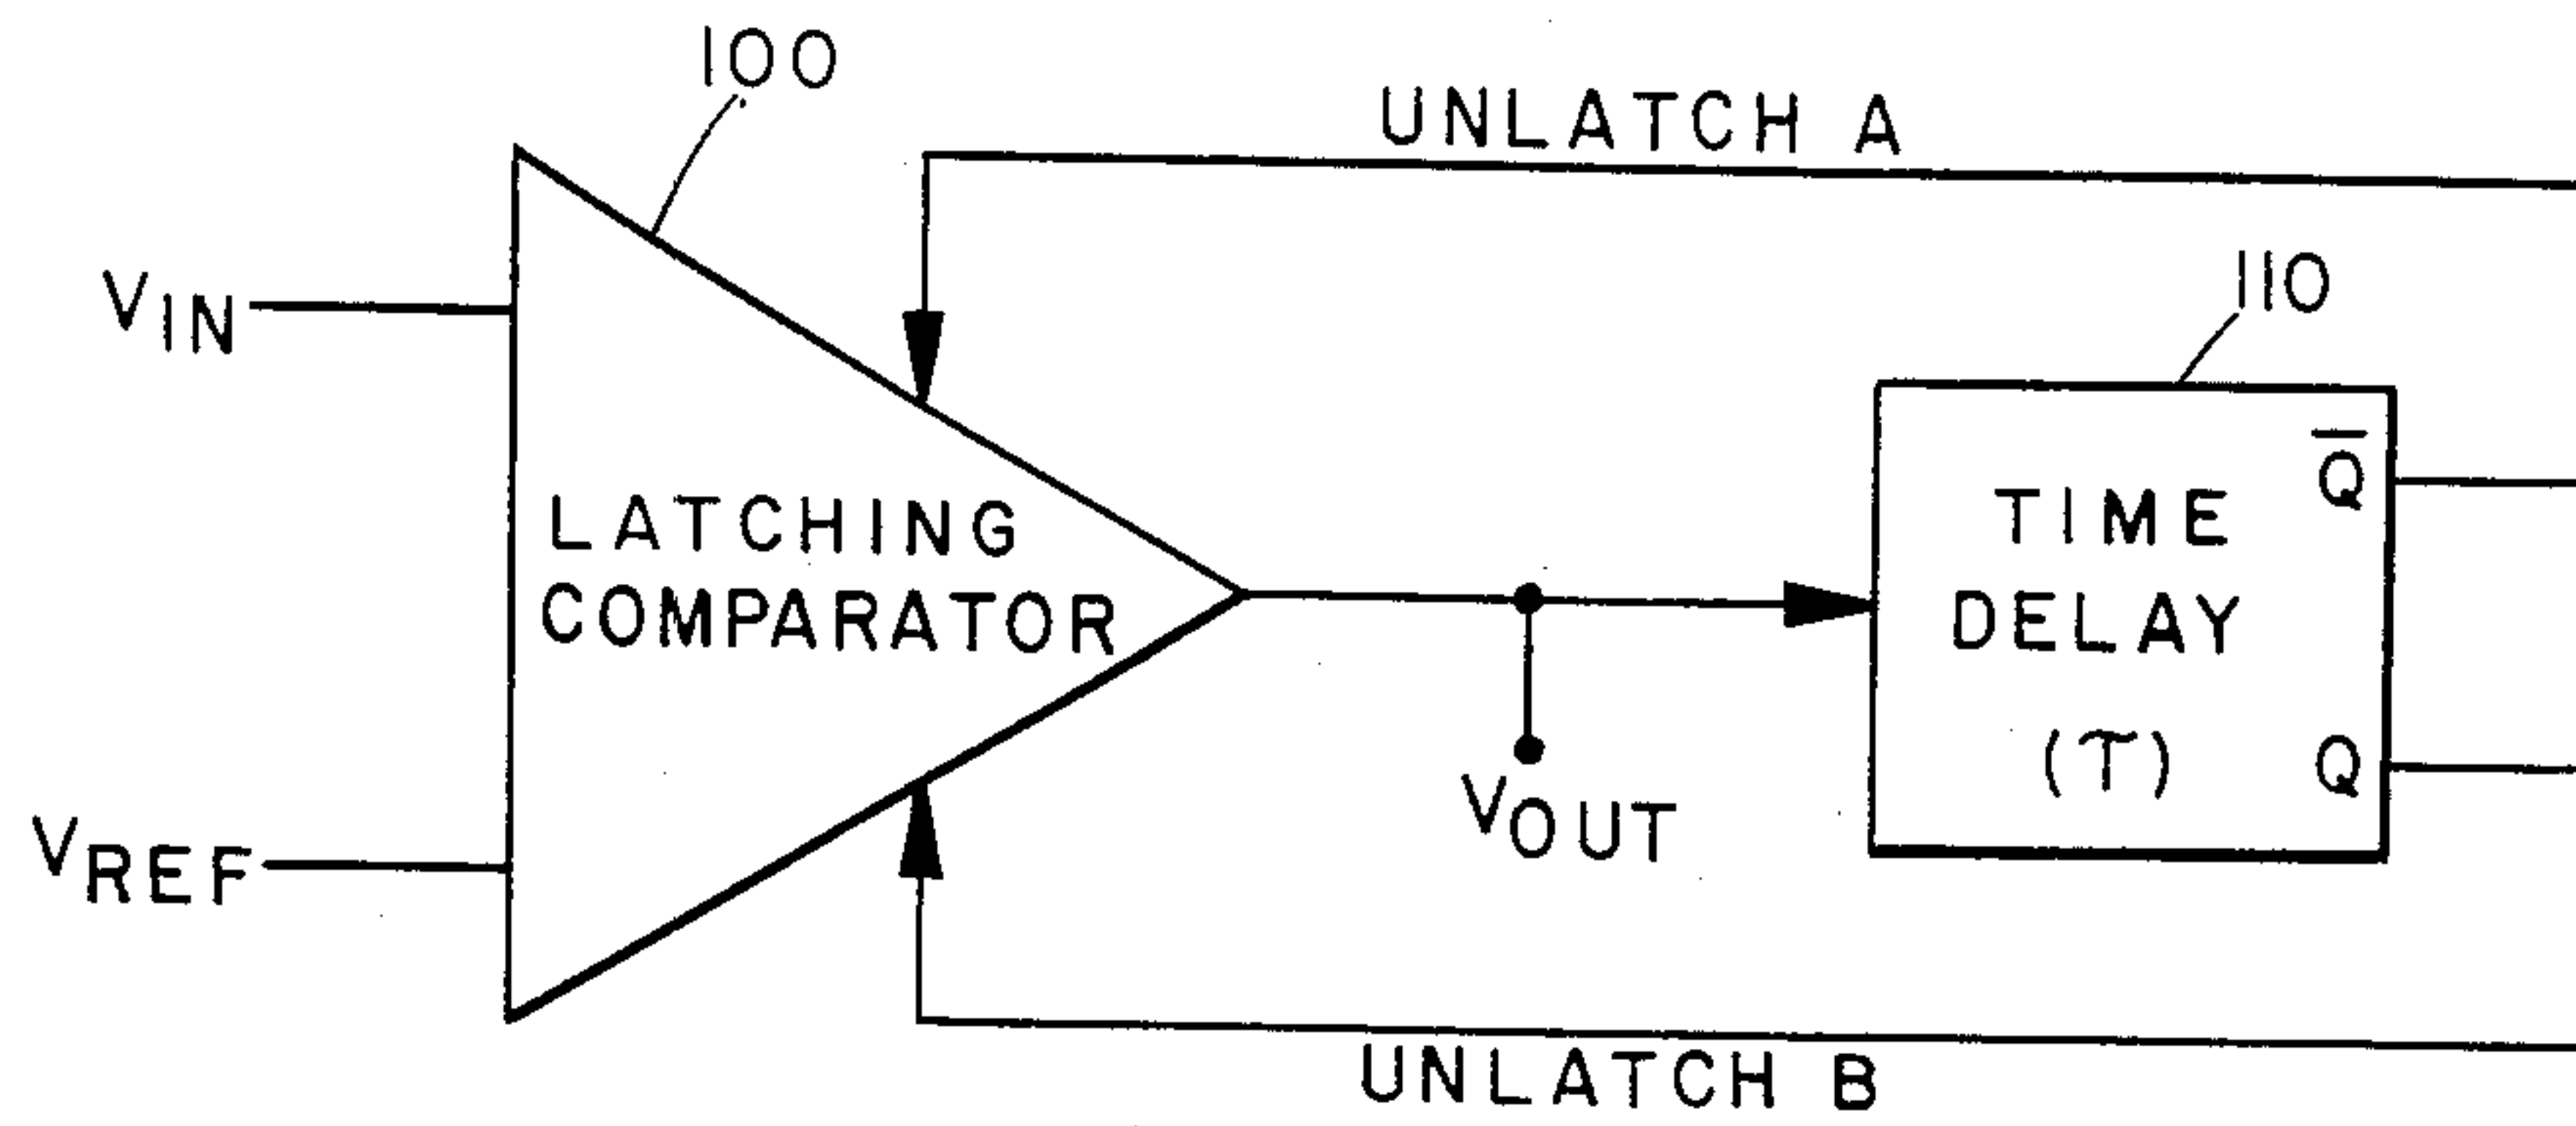 100
UNLATCH A
VIN
110
LATCHING
COMPARATOR
Q̅
TIME
DELAY
(τ)
Q
VOUT
VREF
UNLATCH B